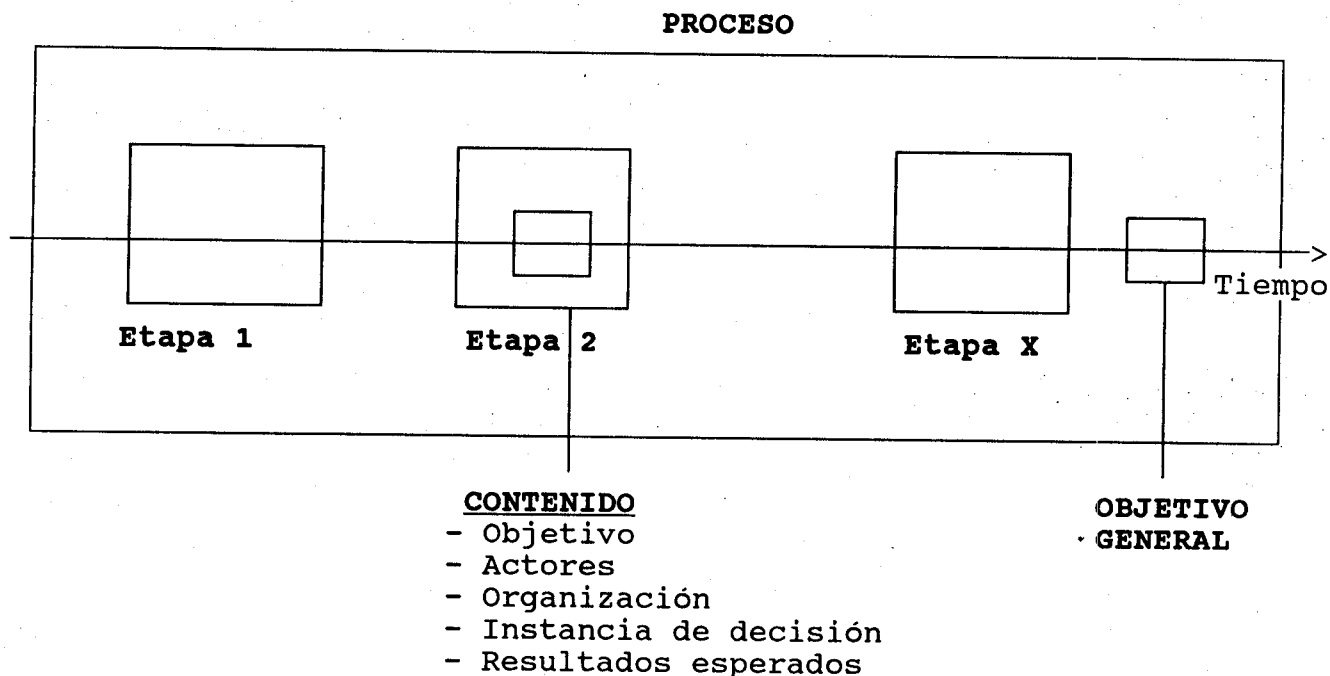 PROCESO
Tiempo
Etapa 1
Etapa 2
Etapa X
CONTENIDO
- Objetivo
- Actores
- Organización
- Instancia de decisión
- Resultados esperados
OBJETIVO
GENERAL